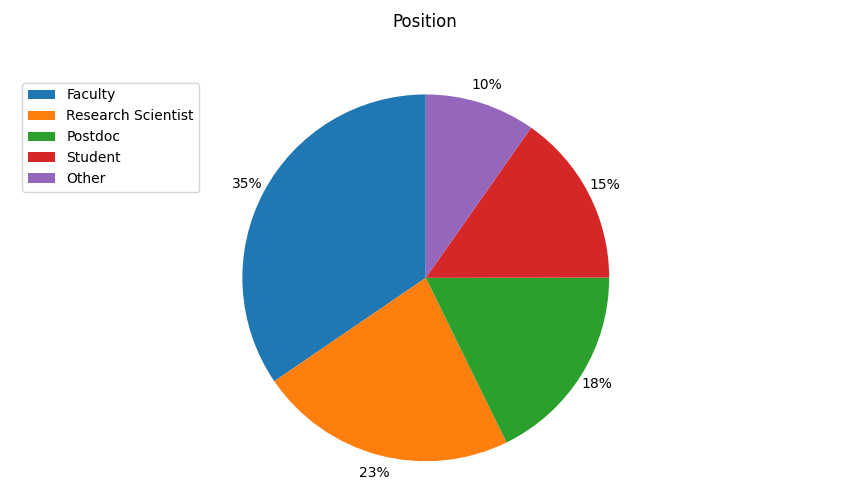 Position
Faculty
Research Scientist
Postdoc
Student
Other
10%
35%
15%
18%
23%